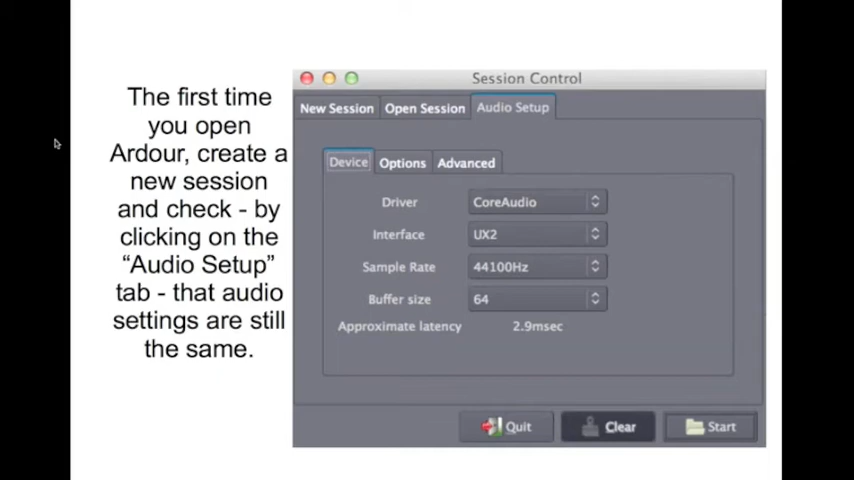 The first time
you open
Ardour, create a
new session
and check - by
clicking on the
“Audio Setup”
tab - that audio
settings are still
the same.
Session Control
New Session Open Session Audio Setup
Device Options Advanced
Driver CoreAudio
Interface UX2
Sample Rate 44100Hz
Buffer size 64
Approximate latency 2.9msec
Quit Clear Start